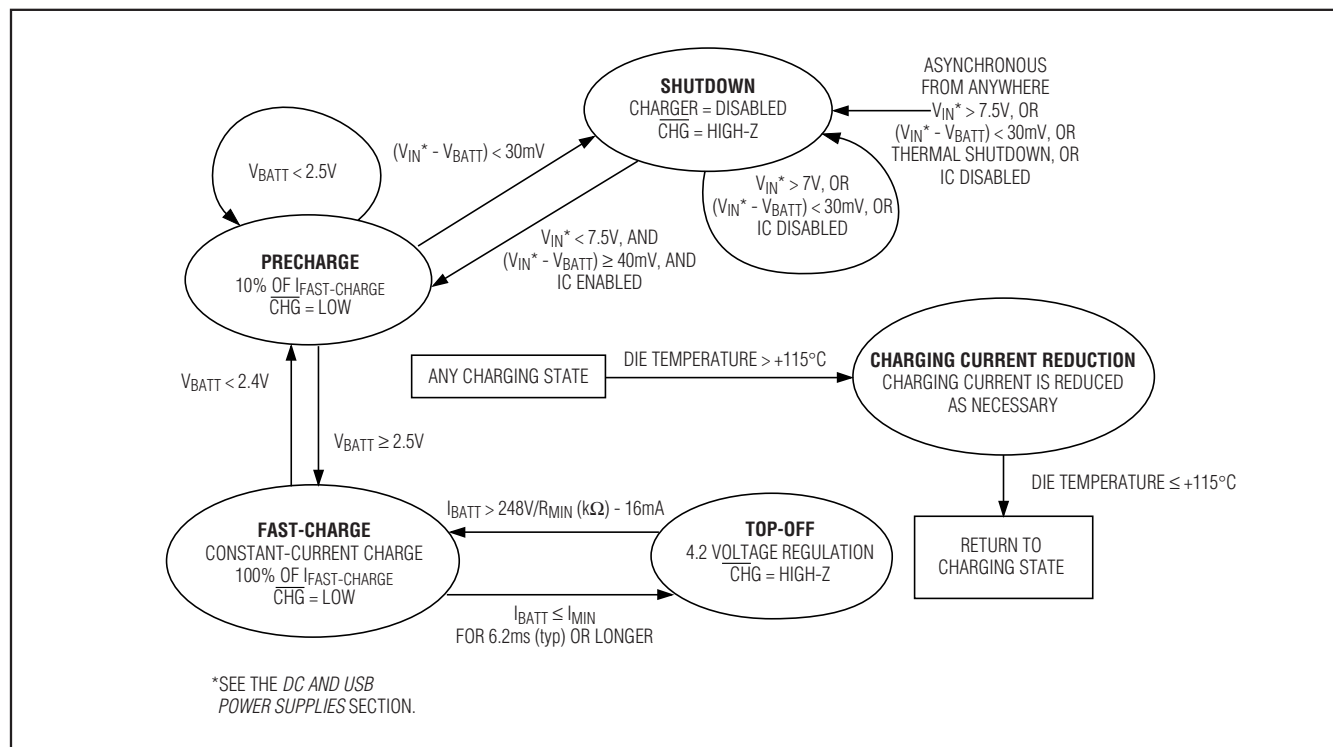 SHUTDOWN
CHARGER = DISABLED
CHG = HIGH-Z
ASYNCHRONOUS
FROM ANYWHERE
VIN* > 7.5V, OR
(VIN* - VBATT) < 30mV, OR
THERMAL SHUTDOWN, OR
IC DISABLED
(VIN* - VBATT) < 30mV
VBATT < 2.5V
VIN* > 7V, OR
(VIN* - VBATT) < 30mV, OR
IC DISABLED
VIN* < 7.5V, AND
(VIN* - VBATT) ≥ 40mV, AND
IC ENABLED
PRECHARGE
10% OF IFAST-CHARGE
CHG = LOW
VBATT < 2.4V
VBATT ≥ 2.5V
ANY CHARGING STATE
DIE TEMPERATURE > +115°C
CHARGING CURRENT REDUCTION
CHARGING CURRENT IS REDUCED
AS NECESSARY
DIE TEMPERATURE ≤ +115°C
RETURN TO
CHARGING STATE
FAST-CHARGE
CONSTANT-CURRENT CHARGE
100% OF IFAST-CHARGE
CHG = LOW
IBATT > 248V/RMIN (kΩ) - 16mA
TOP-OFF
4.2 VOLTAGE REGULATION
CHG = HIGH-Z
IBATT ≤ IMIN
FOR 6.2ms (typ) OR LONGER
*SEE THE DC AND USB
POWER SUPPLIES SECTION.